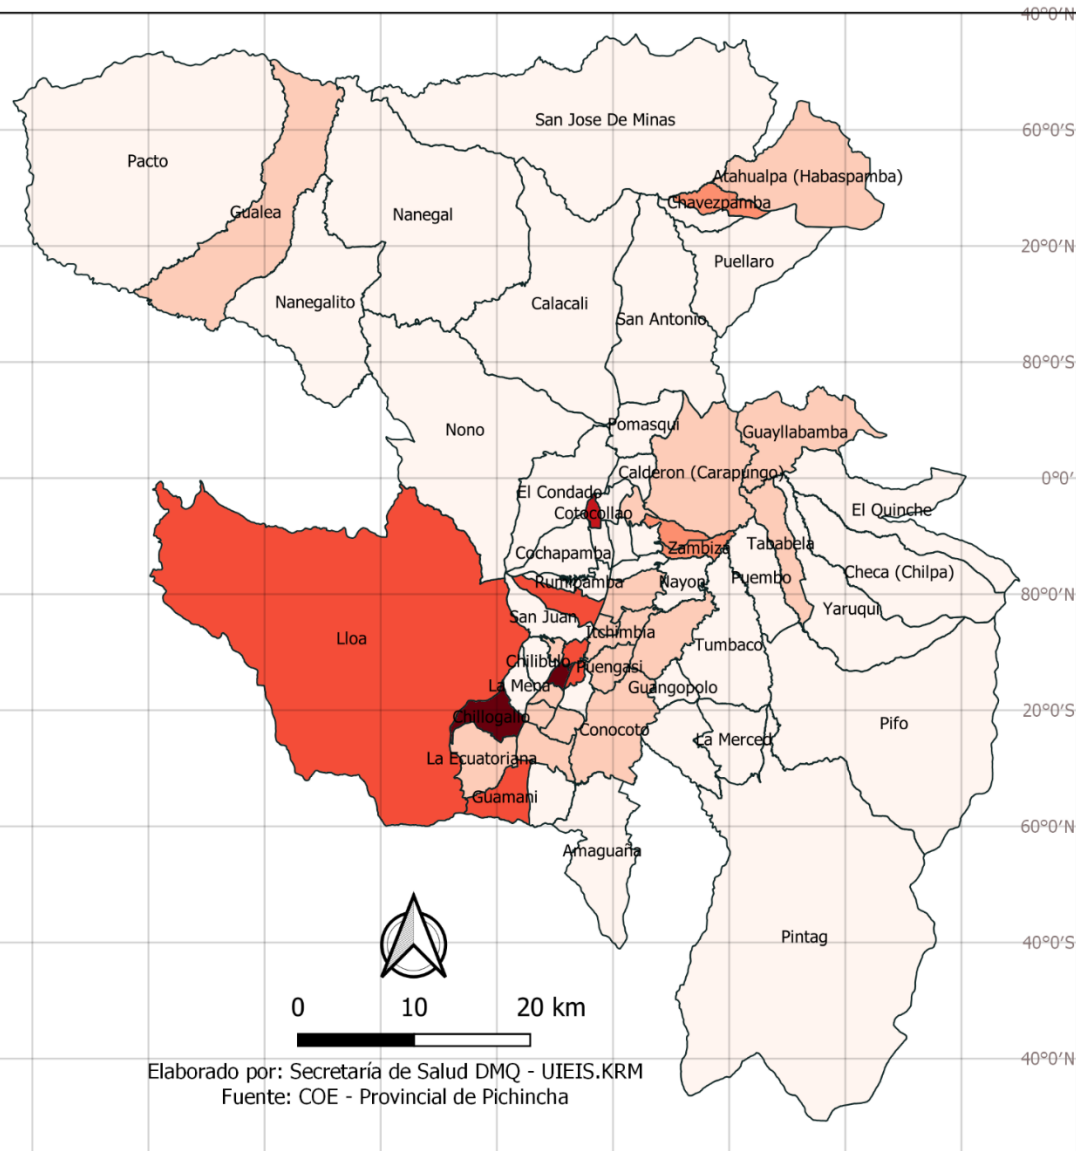 40°0′N
San Jose De Minas
60°0′S
Pacto
Atahualpa (Habaspamba)
Chavezpamba
Gualea
Nanegal
20°0′N
Puellaro
Nanegalito
Calacali
San Antonio
80°0′N
Pomasqui
Nono
Guayllabamba
Calderon (Carapungo)
0°0′
El Condado
El Quinche
Cotocollao
Zambiza
Tababela
Cochapamba
Checa (Chilpa)
Rumipamba
Nayon
Puembo
80°0′N
Yaruqui
San Juan
Itchimbia
Lloa
Tumbaco
Chilibulo
Puengasi
La Mena
Guangopolo
20°0′S
Chillogallo
Pifo
Conocoto
La Merced
La Ecuatoriana
Guamani
60°0′N
Amaguaña
Pintag
40°0′S
0 10 20 km
40°0′N
Elaborado por: Secretaría de Salud DMQ - UIEIS.KRM
Fuente: COE - Provincial de Pichincha